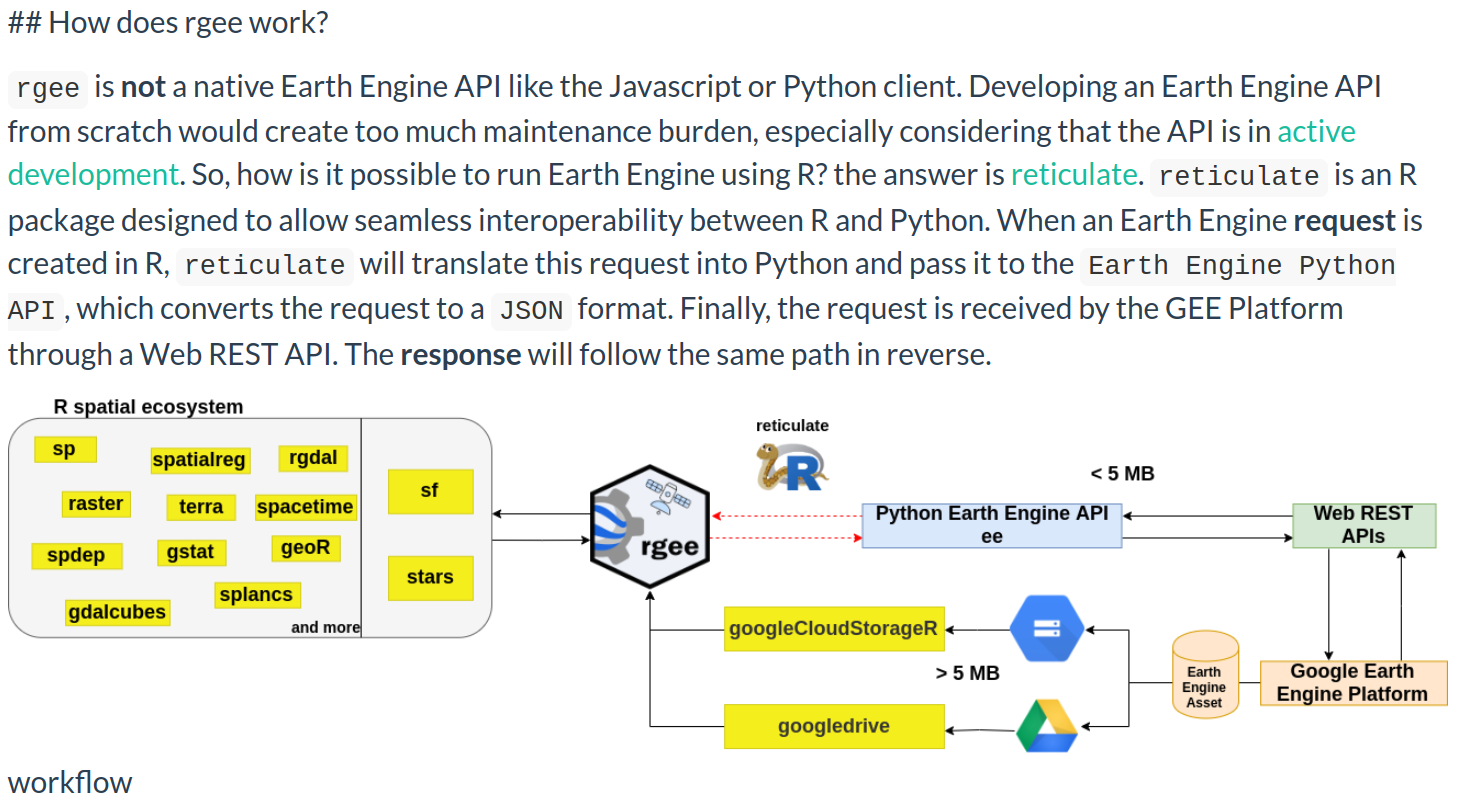 ## How does rgee work?
rgee is not a native Earth Engine API like the Javascript or Python client. Developing an Earth Engine API
from scratch would create too much maintenance burden, especially considering that the API is in active
development. So, how is it possible to run Earth Engine using R? the answer is reticulate. reticulate is an R
package designed to allow seamless interoperability between R and Python. When an Earth Engine request is
created in R, reticulate will translate this request into Python and pass it to the Earth Engine Python
API, which converts the request to a JSON format. Finally, the request is received by the GEE Platform
through a Web REST API. The response will follow the same path in reverse.
R spatial ecosystem
sp
spatialreg
rgdal
raster
terra
spacetime
spdep
gstat
geoR
splancs
gdalcubes
and more
sf
stars
rgee
reticulate
R
Python Earth Engine API
ee
< 5 MB
Web REST
APIs
googleCloudStorageR
> 5 MB
googledrive
Earth
Engine
Asset
Google Earth
Engine Platform
workflow